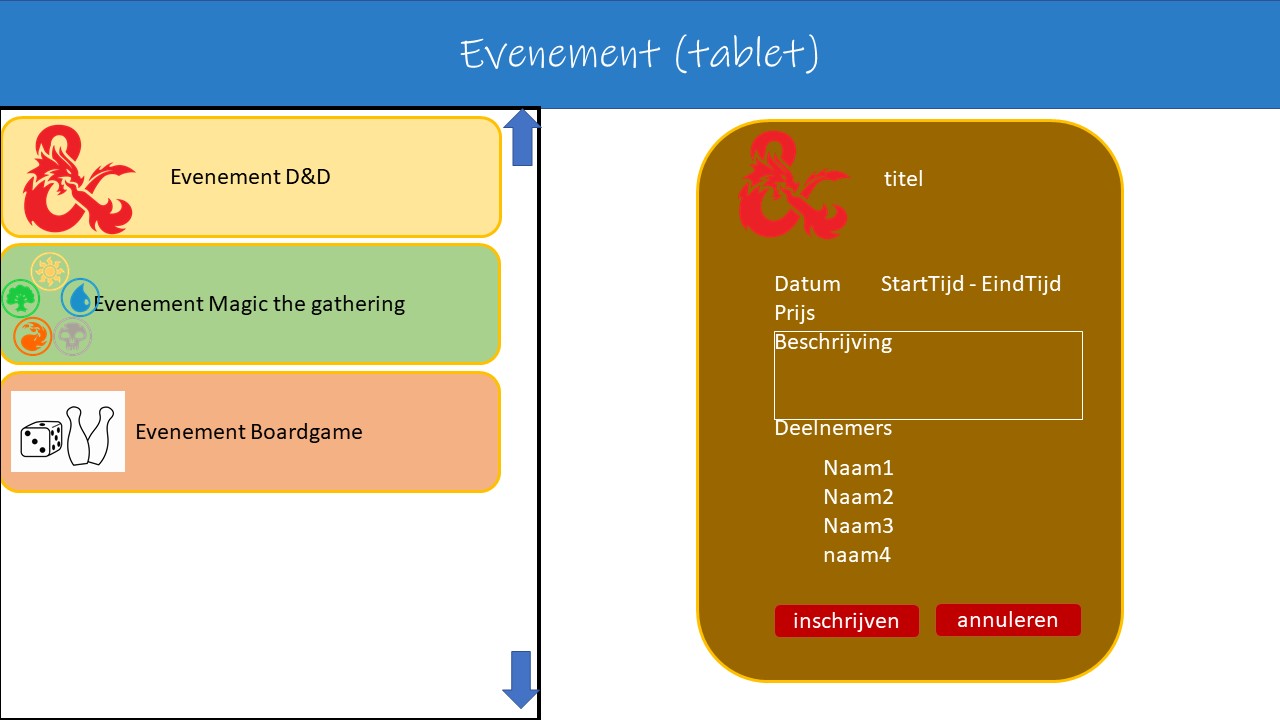 Evenement (tablet)
Evenement D&D
Evenement Magic the gathering
Evenement Boardgame
titel
Datum StartTijd - EindTijd
Prijs
Beschrijving
Deelnemers
Naam1
Naam2
Naam3
naam4
inschrijven annuleren